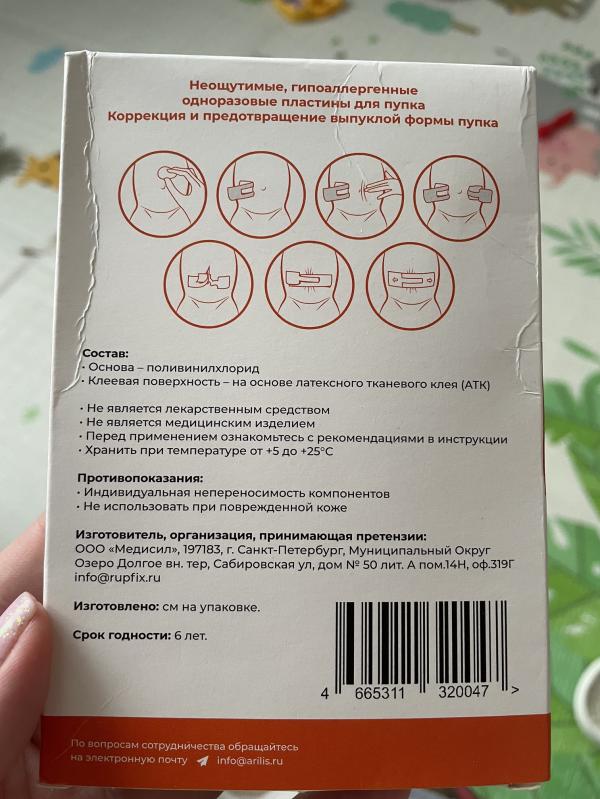 Неощутимые, гипоаллергенные
одноразовые пластины для пупка
Коррекция и предотвращение выпуклой формы пупка
Состав:
• Основа – поливинилхлорид
• Клеевая поверхность – на основе латексного тканевого клея (АТК)
• Не является лекарственным средством
• Не является медицинским изделием
• Перед применением ознакомьтесь с рекомендациями в инструкции
• Хранить при температуре от +5 до +25°С
Противопоказания:
• Индивидуальная непереносимость компонентов
• Не использовать при поврежденной коже
Изготовитель, организация, принимающая претензии:
ООО «Медисил», 197183, г. Санкт-Петербург, Муниципальный Округ
Озеро Долгое вн. тер, Сабировская ул, дом № 50 лит. А пом.14Н, оф.319Г
info@rupfix.ru
Изготовлено: см на упаковке.
Срок годности: 6 лет.
4 665311 320047 >
По вопросам сотрудничества обращайтесь
на электронную почту info@arilis.ru